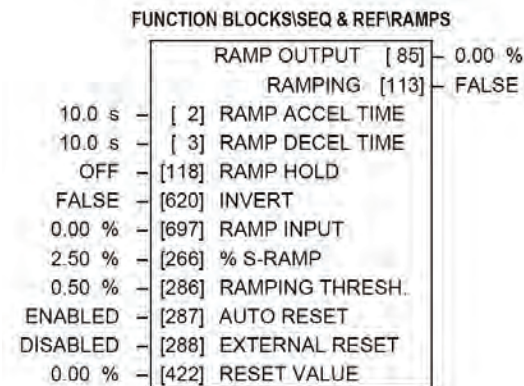 FUNCTION BLOCKS\SEQ & REF\RAMPS
RAMP OUTPUT [ 85] – 0.00 %
RAMPING [113] – FALSE
10.0 s – [ 2] RAMP ACCEL TIME
10.0 s – [ 3] RAMP DECEL TIME
OFF – [118] RAMP HOLD
FALSE – [620] INVERT
0.00 % – [697] RAMP INPUT
2.50 % – [266] % S-RAMP
0.50 % – [286] RAMPING THRESH.
ENABLED – [287] AUTO RESET
DISABLED – [288] EXTERNAL RESET
0.00 % – [422] RESET VALUE